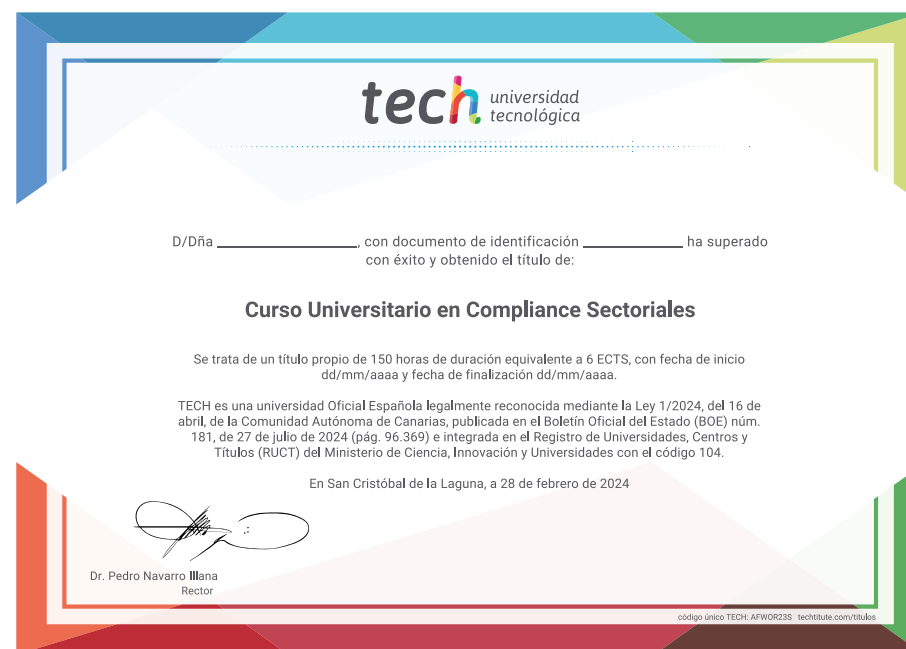 tech universidad
tecnológica
D/Dña ____________________, con documento de identificación ______________ ha superado
con éxito y obtenido el título de:
Curso Universitario en Compliance Sectoriales
Se trata de un título propio de 150 horas de duración equivalente a 6 ECTS, con fecha de inicio
dd/mm/aaaa y fecha de finalización dd/mm/aaaa.
TECH es una universidad Oficial Española legalmente reconocida mediante la Ley 1/2024, del 16 de
abril, de la Comunidad Autónoma de Canarias, publicada en el Boletín Oficial del Estado (BOE) núm.
181, de 27 de julio de 2024 (pág. 96.369) e integrada en el Registro de Universidades, Centros y
Títulos (RUCT) del Ministerio de Ciencia, Innovación y Universidades con el código 104.
En San Cristóbal de la Laguna, a 28 de febrero de 2024
Dr. Pedro Navarro Illana
Rector
código único TECH: AFWOR23S techtitute.com/titulos